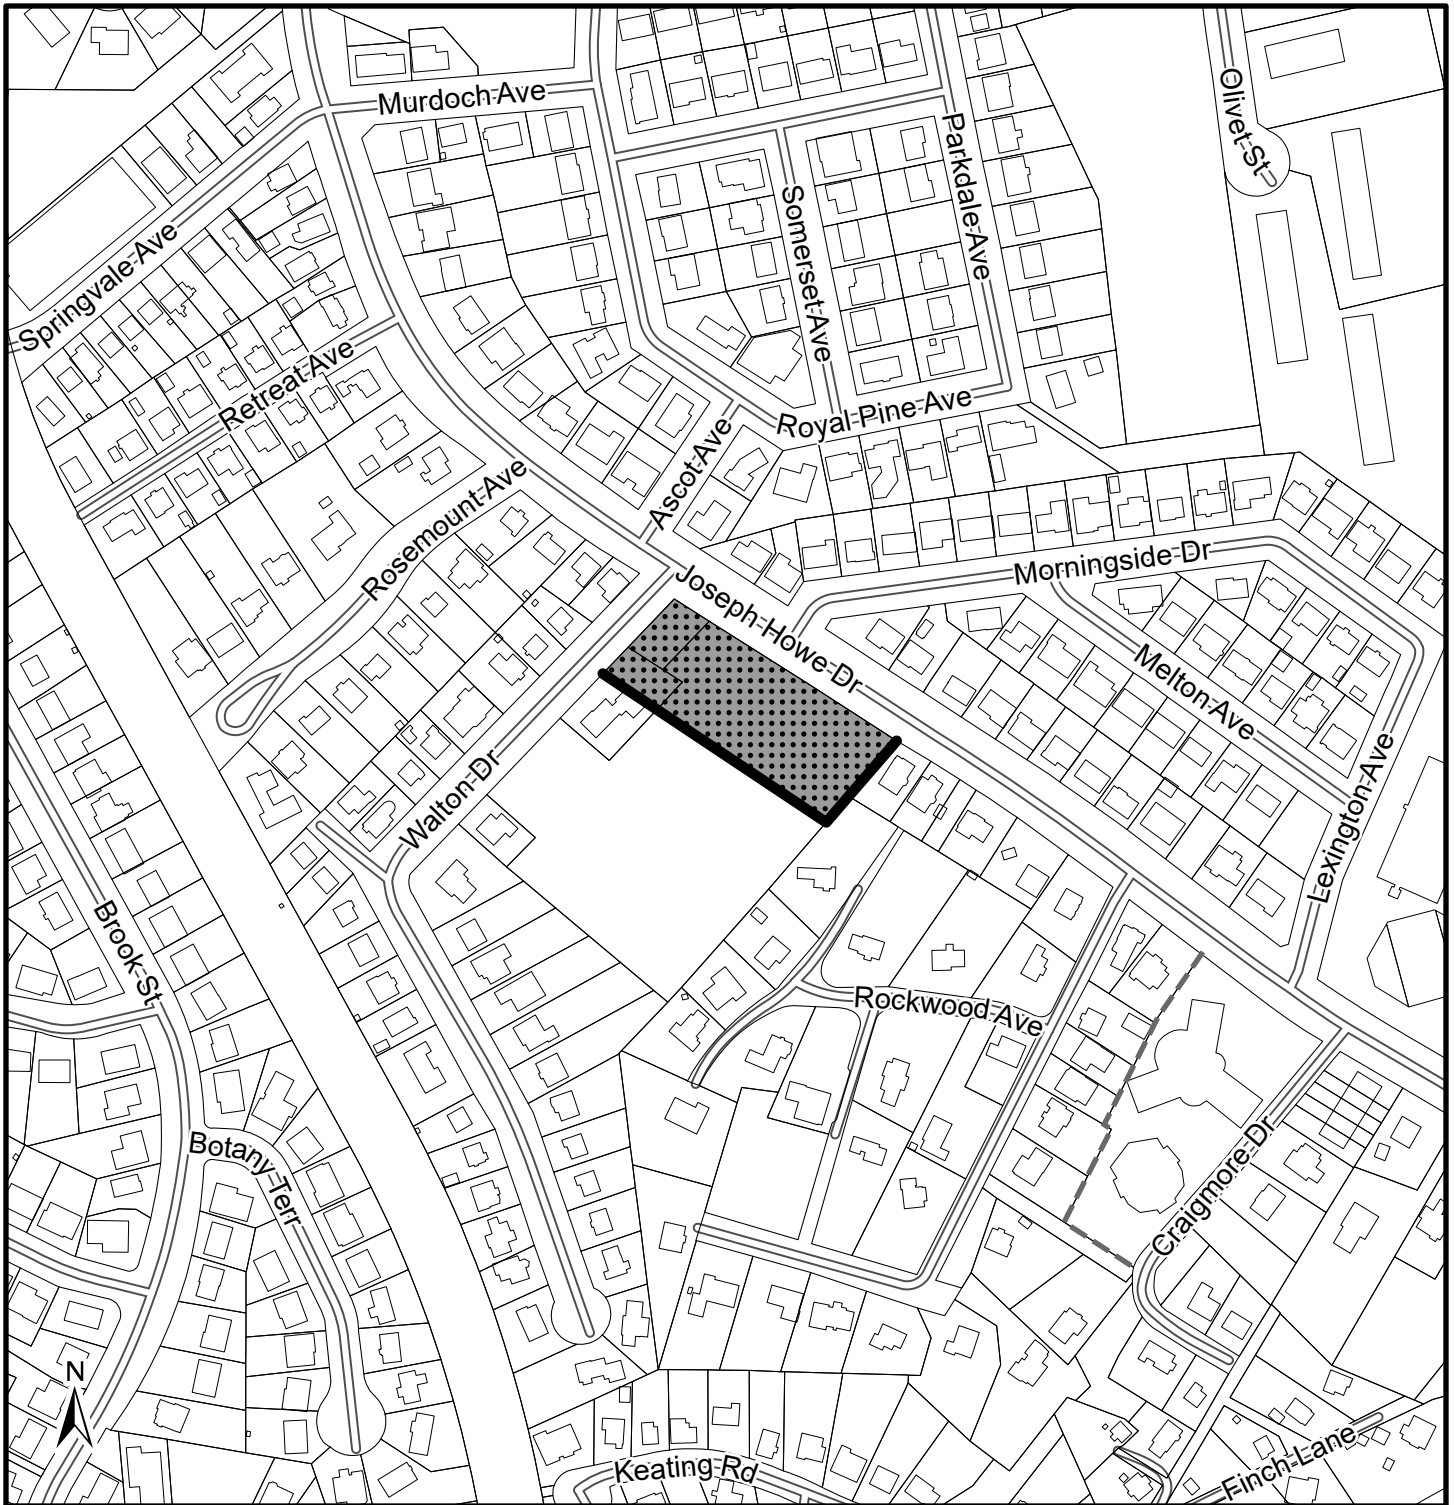 Murdoch Ave
Olivet St
Parkdale Ave
Somerset Ave
Springvale Ave
Retreat Ave
Royal Pine Ave
Ascot Ave
Rosemount Ave
Morningside Dr
Joseph Howe Dr
Melton Ave
Walton Dr
Lexington Ave
Brook St
Rockwood Ave
Botany Terr
Craigmore Dr
N
Keating Rd
Finch Lane